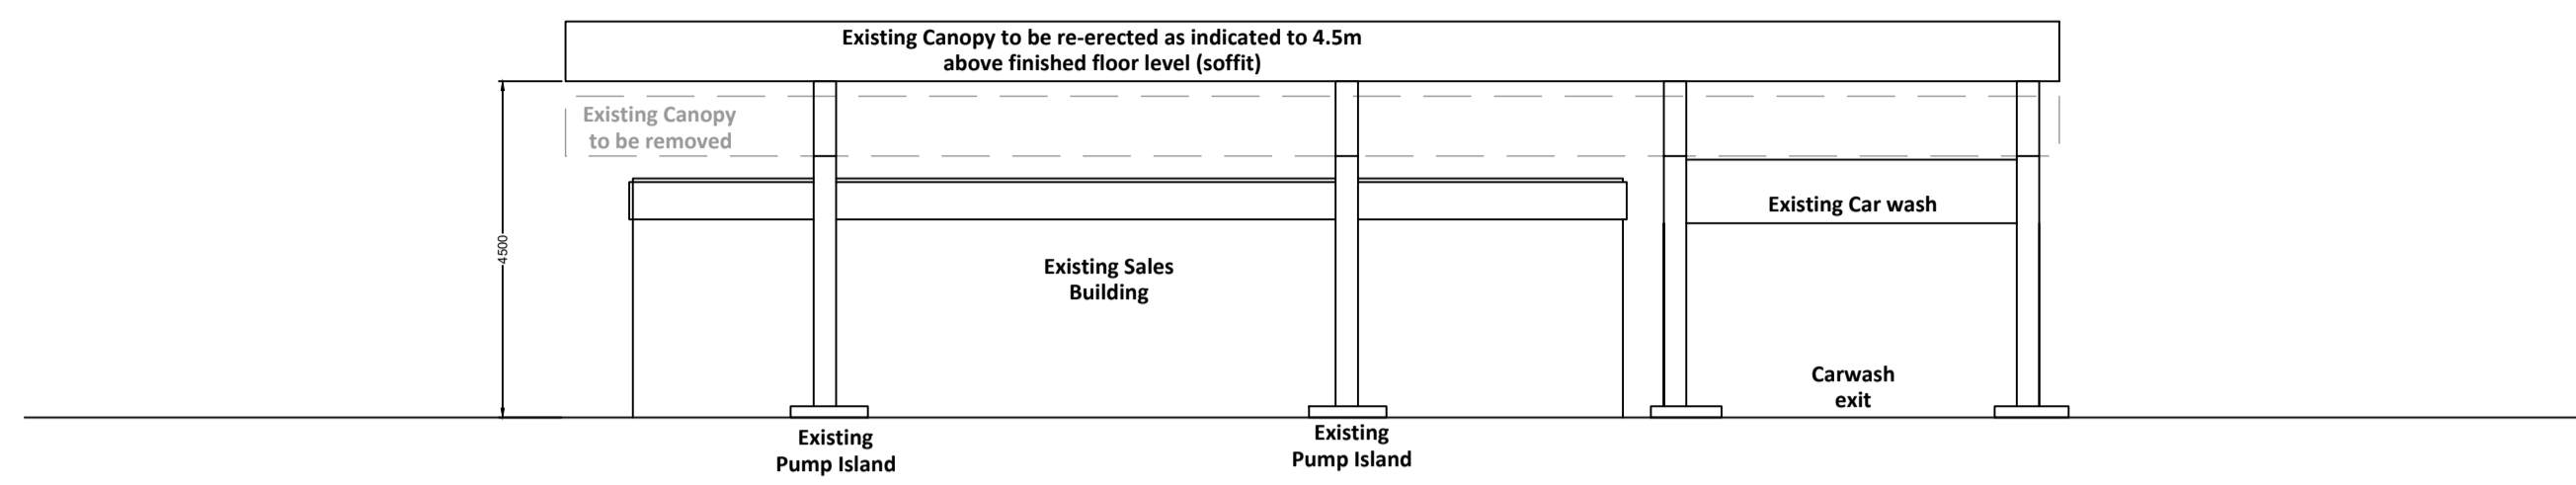 Existing Canopy to be re-erected as indicated to 4.5m
above finished floor level (soffit)
Existing Canopy
to be removed
Existing Car wash
4500
Existing Sales
Building
Carwash
exit
Existing
Pump Island
Existing
Pump Island